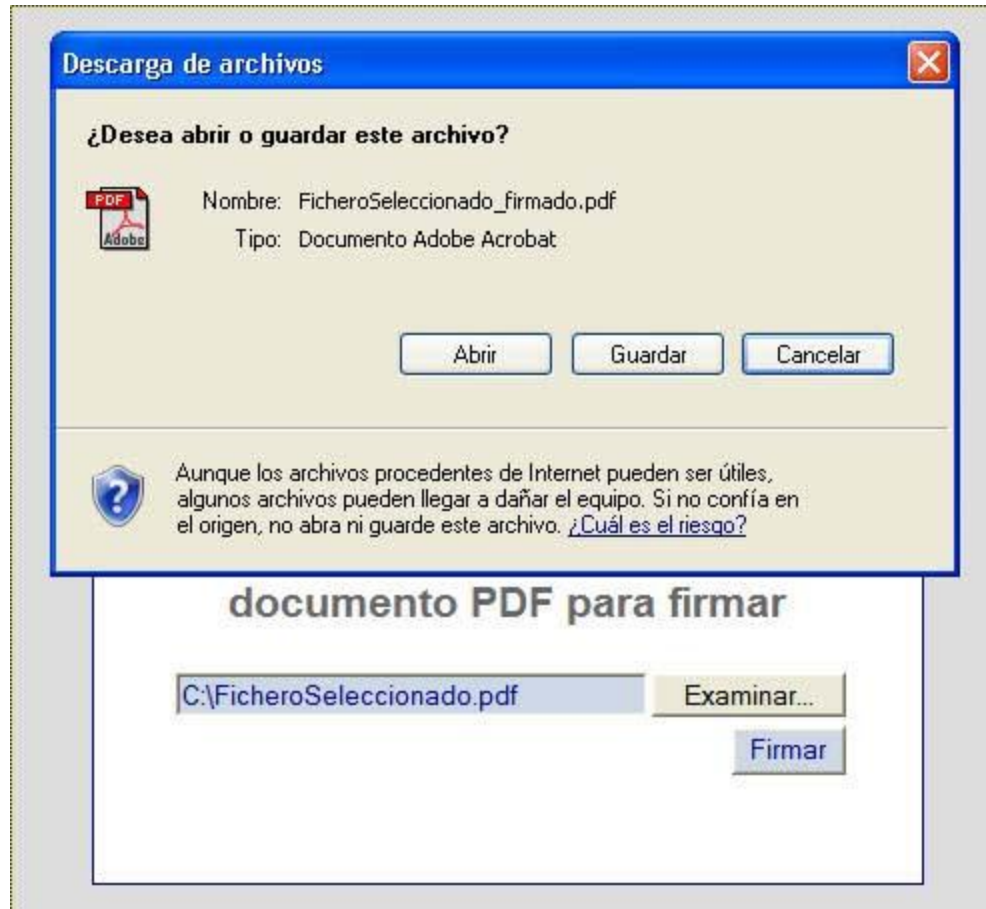 Descarga de archivos
¿Desea abrir o guardar este archivo?
PDF
Adobe
Nombre: FicheroSeleccionado_firmado.pdf
Tipo: Documento Adobe Acrobat
Abrir Guardar Cancelar
Aunque los archivos procedentes de Internet pueden ser útiles,
algunos archivos pueden llegar a dañar el equipo. Si no confía en
el origen, no abra ni guarde este archivo. ¿Cuál es el riesgo?
documento PDF para firmar
C:\FicheroSeleccionado.pdf Examinar...
Firmar